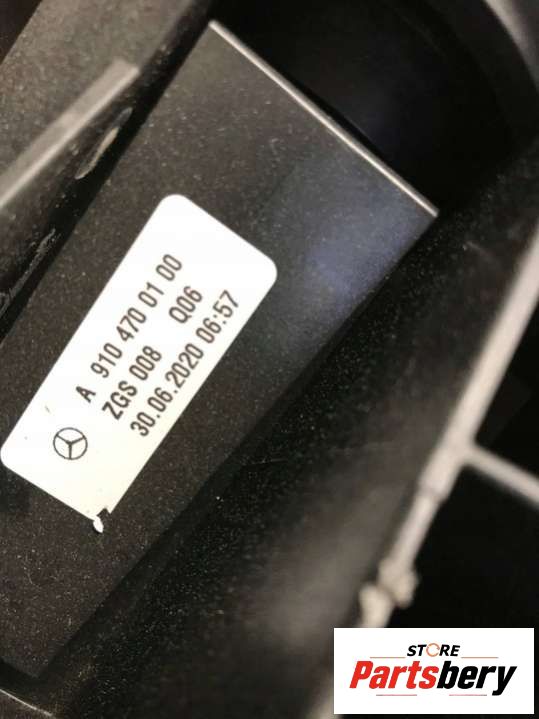 A 910 470 01 00
ZGS 008 Q06
30.06.2020 06:57
STORE
Partsbery